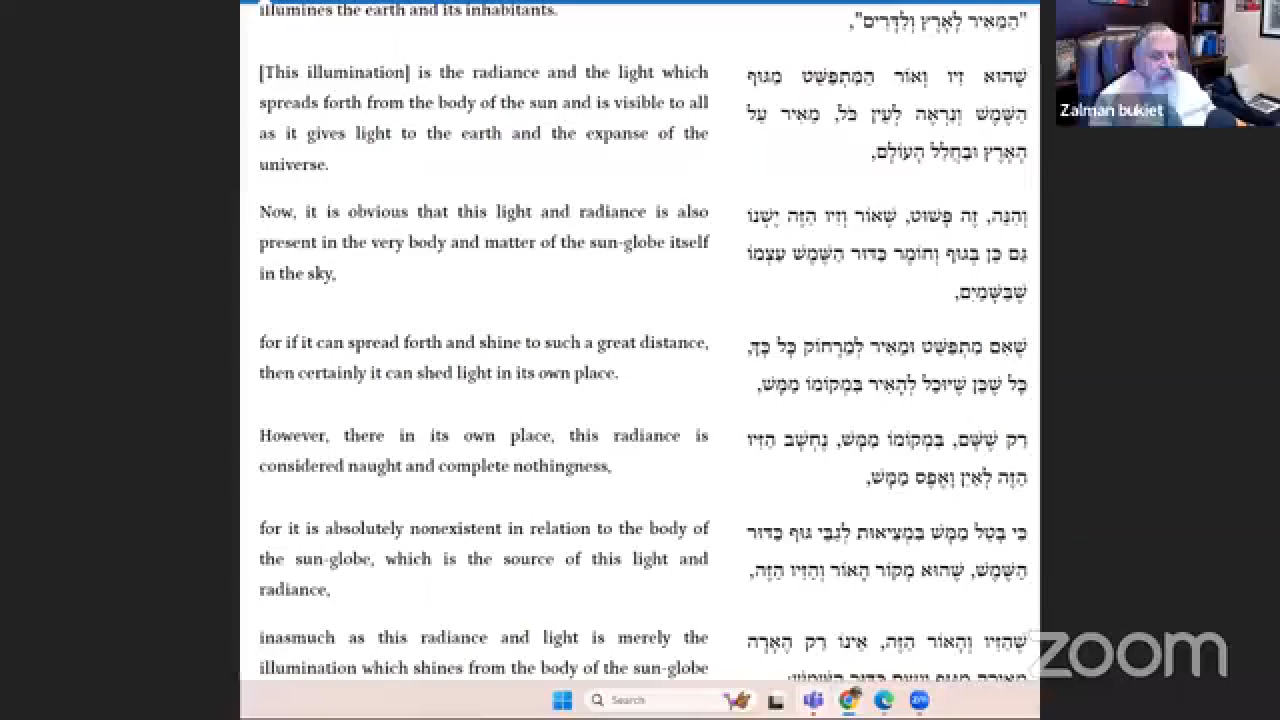 illumines the earth and its inhabitants.
[This illumination] is the radiance and the light which
spreads forth from the body of the sun and is visible to all
as it gives light to the earth and the expanse of the
universe.
Now, it is obvious that this light and radiance is also
present in the very body and matter of the sun-globe itself
in the sky,
for if it can spread forth and shine to such a great distance,
then certainly it can shed light in its own place.
However, there in its own place, this radiance is
considered naught and complete nothingness,
for it is absolutely nonexistent in relation to the body of
the sun-globe, which is the source of this light and
radiance,
inasmuch as this radiance and light is merely the
illumination which shines from the body of the sun-globe
"הַמֵּאִיר לָאָרֶץ וְלַדָּרִים",
שֶׁהוּא זִיו וְאוֹר הַמִּתְפַּשֵּׁט מִגּוּף
הַשֶּׁמֶשׁ וְנִרְאֶה לְעֵין כֹּל, מֵאִיר עַל
הָאָרֶץ וּבַחֲלַל הָעוֹלָם,
וְהִנֵּה, זֶה פָּשׁוּט, שֶׁאוֹר וְזִיו הַזֶּה יֶשְׁנוֹ
גַּם כֵּן בְּגוּף וְחוֹמֶר כַּדּוּר הַשֶּׁמֶשׁ עַצְמוֹ
שֶׁבַּשָּׁמַיִם,
שֶׁאִם מִתְפַּשֵּׁט וּמֵאִיר לְמֵרָחוֹק כָּל כָּךְ,
כָּל שֶׁכֵּן שֶׁיּוּכַל לְהָאִיר בִּמְקוֹמוֹ מַמָּשׁ,
רַק שֶׁשָּׁם, בִּמְקוֹמוֹ מַמָּשׁ, נֶחְשָׁב הַזִּיו
הַזֶּה לְאַיִן וָאֶפֶס מַמָּשׁ,
כִּי בָּטֵל מַמָּשׁ בִּמְצִיאוּת לְגַבֵּי גּוּף כַּדּוּר
הַשֶּׁמֶשׁ, שֶׁהוּא מְקוֹר הָאוֹר וְהַזִּיו הַזֶּה,
שֶׁהַזִּיו וְהָאוֹר הַזֶּה, אֵינוֹ רַק הֶאָרָה
Zalman bukiet
zoom
Search